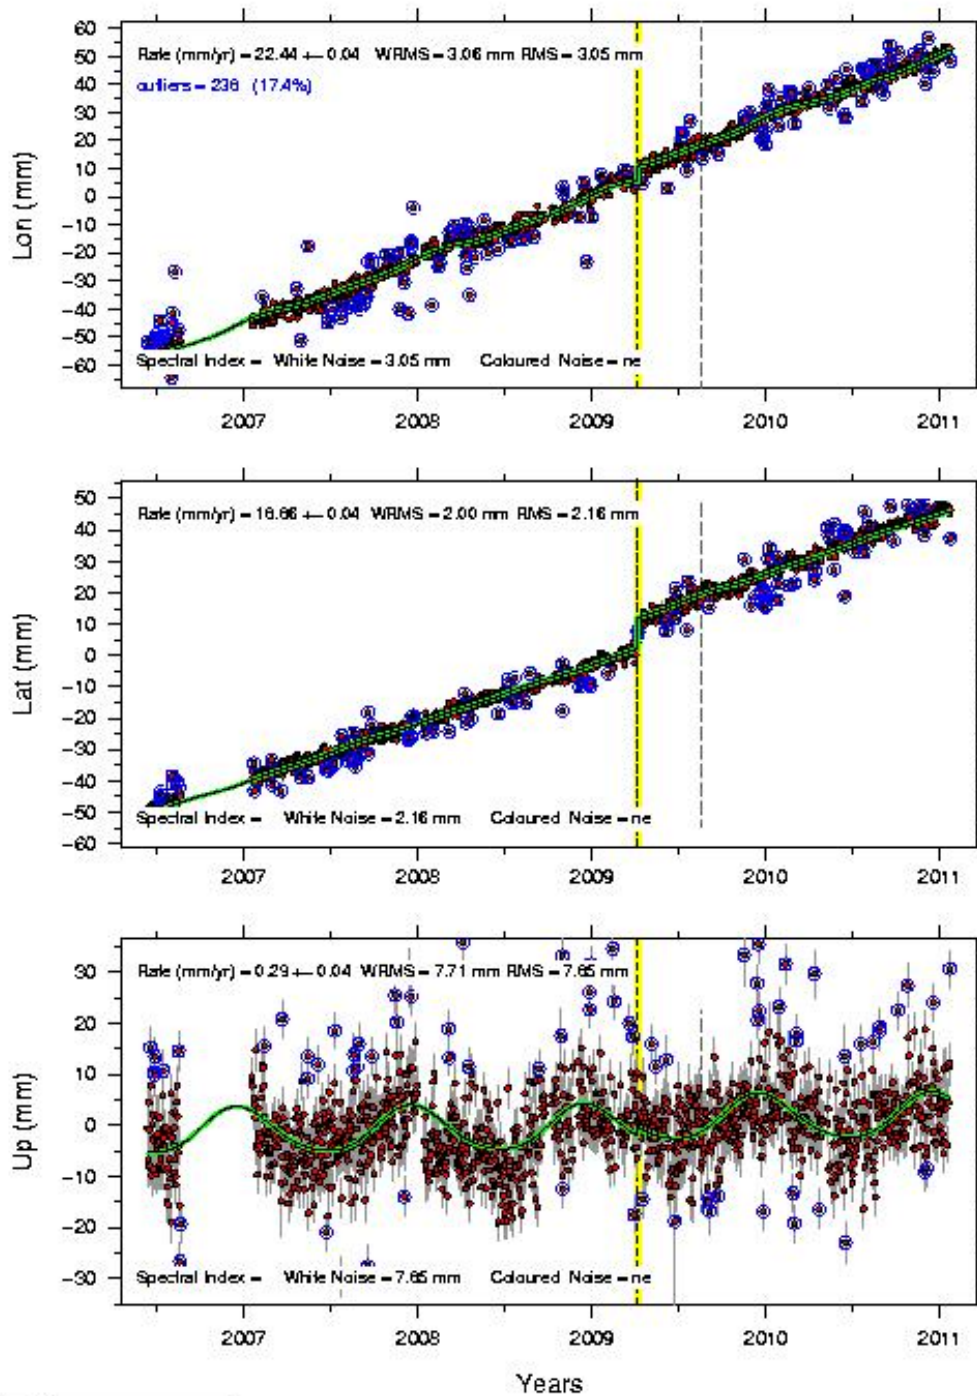 60
50
40
30
20
10
0
−10
−20
−30
−40
−50
−60
Lon (mm)
Rate (mm/yr) = 22.44 +− 0.04 WRMS = 3.06 mm RMS = 3.05 mm
outliers = 236 (17.4%)
Spectral Index = White Noise = 3.05 mm Coloured Noise = ne
2007 2008 2009 2010 2011
50
40
30
20
10
0
−10
−20
−30
−40
−50
−60
Lat (mm)
Rate (mm/yr) = 16.66 +− 0.04 WRMS = 2.00 mm RMS = 2.16 mm
Spectral Index = White Noise = 2.16 mm Coloured Noise = ne
2007 2008 2009 2010 2011
30
20
10
0
−10
−20
−30
Up (mm)
Rate (mm/yr) = 0.29 +− 0.04 WRMS = 7.71 mm RMS = 7.65 mm
Spectral Index = White Noise = 7.65 mm Coloured Noise = ne
2007 2008 2009 2010 2011
Years